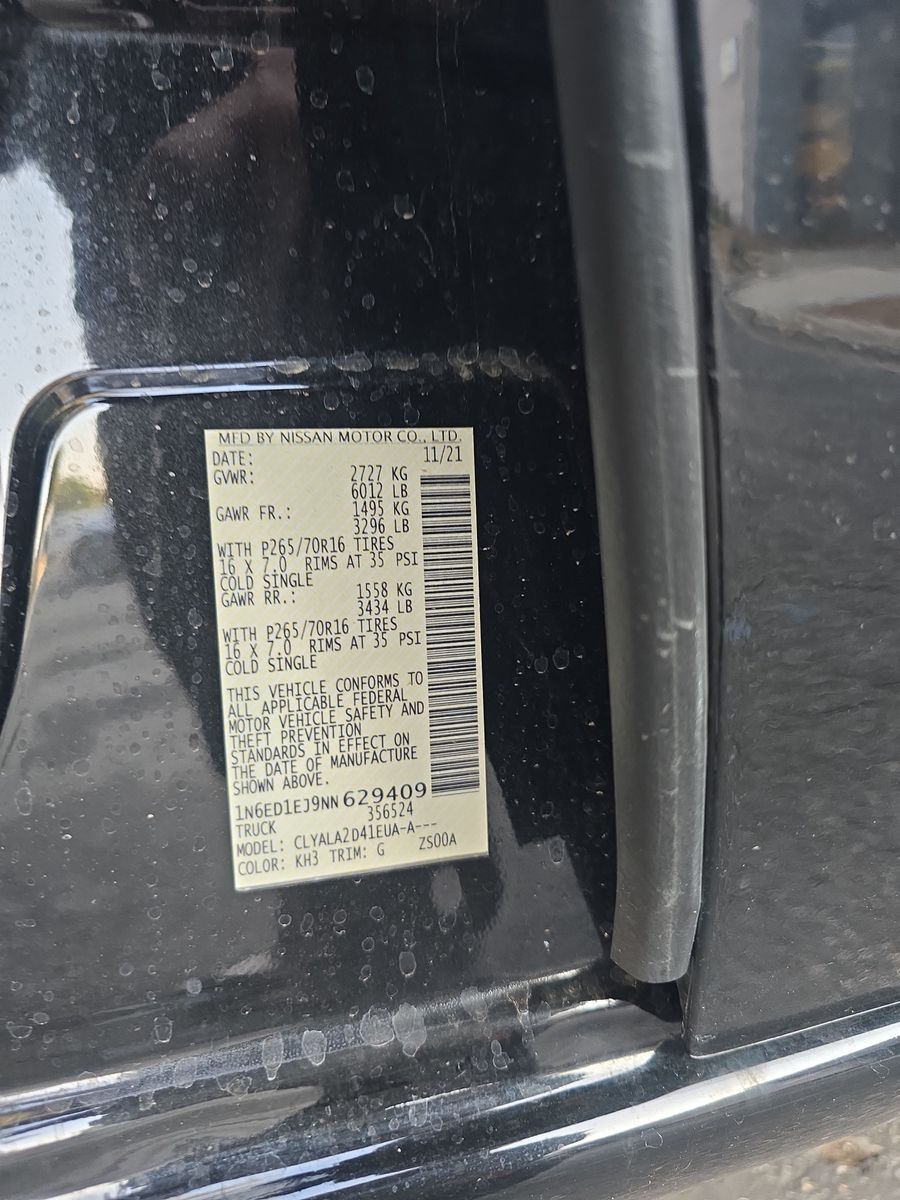 MFD BY NISSAN MOTOR CO., LTD.
DATE: 11/21
GVWR: 2727 KG
6012 LB
GAWR FR.: 1495 KG
3296 LB
WITH P265/70R16 TIRES
16 X 7.0 RIMS AT 35 PSI
COLD SINGLE
GAWR RR.: 1558 KG
3434 LB
WITH P265/70R16 TIRES
16 X 7.0 RIMS AT 35 PSI
COLD SINGLE
THIS VEHICLE CONFORMS TO
ALL APPLICABLE FEDERAL
MOTOR VEHICLE SAFETY AND
THEFT PREVENTION
STANDARDS IN EFFECT ON
THE DATE OF MANUFACTURE
SHOWN ABOVE.
1N6ED1EJ9NN629409
TRUCK 356524
MODEL: CLYALA2D41EUA-A---
COLOR: KH3 TRIM: G ZS00A